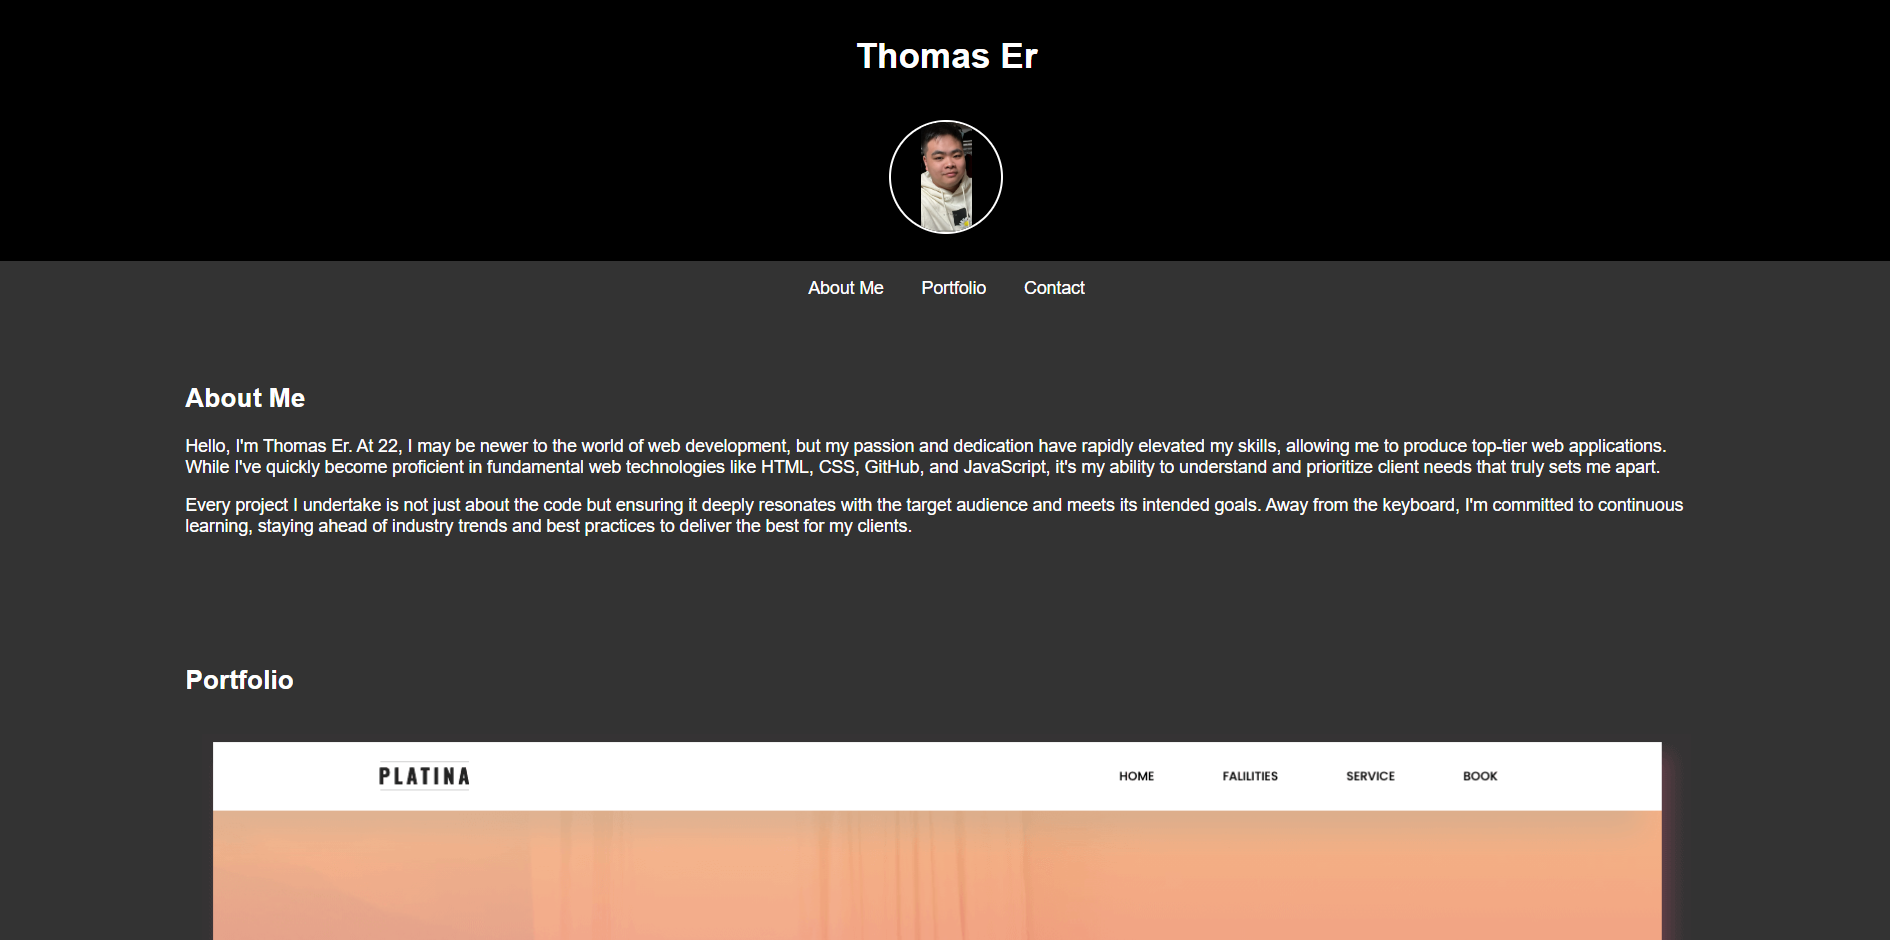 Thomas Er
About Me Portfolio Contact
About Me
Hello, I'm Thomas Er. At 22, I may be newer to the world of web development, but my passion and dedication have rapidly elevated my skills, allowing me to produce top-tier web applications.
While I've quickly become proficient in fundamental web technologies like HTML, CSS, GitHub, and JavaScript, it's my ability to understand and prioritize client needs that truly sets me apart.
Every project I undertake is not just about the code but ensuring it deeply resonates with the target audience and meets its intended goals. Away from the keyboard, I'm committed to continuous
learning, staying ahead of industry trends and best practices to deliver the best for my clients.
Portfolio
PLATINA HOME FALILITIES SERVICE BOOK